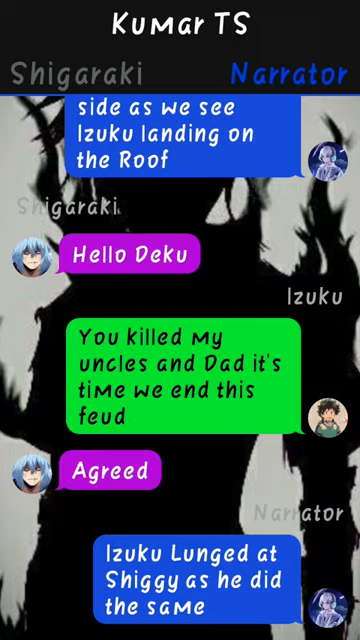 Kumar TS
Shigaraki Narrator
side as we see
Izuku landing on
the Roof
Shigaraki
Hello Deku
Izuku
You killed my
uncles and Dad it's
time we end this
feud
Agreed
Narrator
Izuku Lunged at
Shiggy as he did
the same